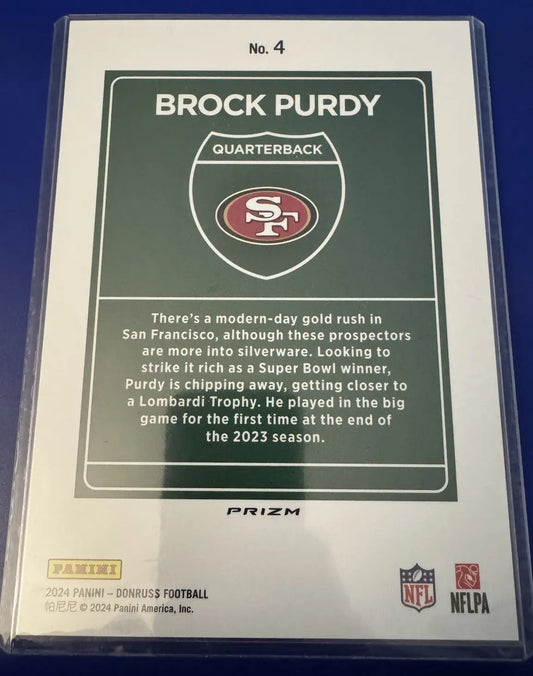 No. 4
BROCK PURDY
QUARTERBACK
SF
There's a modern-day gold rush in
San Francisco, although these prospectors
are more into silverware. Looking to
strike it rich as a Super Bowl winner,
Purdy is chipping away, getting closer to
a Lombardi Trophy. He played in the big
game for the first time at the end of
the 2023 season.
PRIZM
PANINI
2024 PANINI – DONRUSS FOOTBALL
帕尼尼 © 2024 Panini America, Inc.
NFL
NFLPA